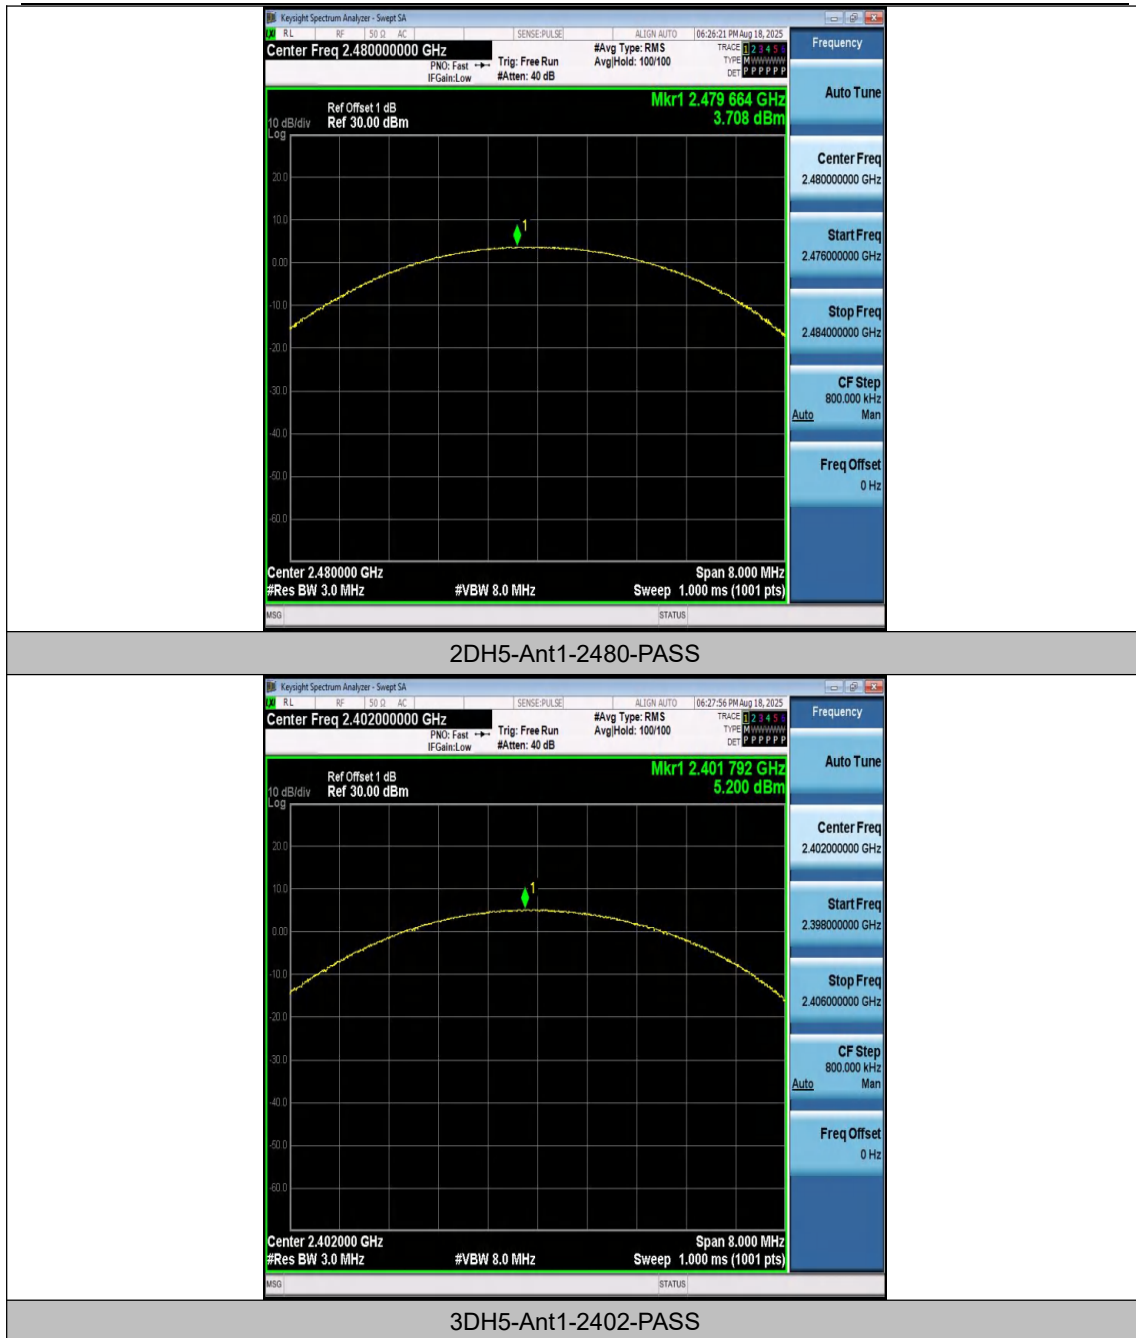 Keysight Spectrum Analyzer - Swept SA
RL RF 50 Ω AC SENSE:PULSE ALIGN AUTO 06:26:21 PM Aug 18, 2025
Center Freq 2.480000000 GHz #Avg Type: RMS TRACE 1 2 3 4 5 6
PNO: Fast Trig: Free Run Avg|Hold: 100/100 TYPE M WWWWW
IFGain:Low #Atten: 40 dB DET P P P P P P
Frequency
Auto Tune
Mkr1 2.479 664 GHz
3.708 dBm
Ref Offset 1 dB
10 dB/div Ref 30.00 dBm
Log
20.0
10.0
0.00
-10.0
-20.0
-30.0
-40.0
-50.0
-60.0
1
Center Freq
2.480000000 GHz
Start Freq
2.476000000 GHz
Stop Freq
2.484000000 GHz
CF Step
800.000 kHz
Auto Man
Freq Offset
0 Hz
Center 2.480000 GHz Span 8.000 MHz
#Res BW 3.0 MHz #VBW 8.0 MHz Sweep 1.000 ms (1001 pts)
MSG STATUS
2DH5-Ant1-2480-PASS
Keysight Spectrum Analyzer - Swept SA
RL RF 50 Ω AC SENSE:PULSE ALIGN AUTO 06:27:56 PM Aug 18, 2025
Center Freq 2.402000000 GHz #Avg Type: RMS TRACE 1 2 3 4 5 6
PNO: Fast Trig: Free Run Avg|Hold: 100/100 TYPE M WWWWW
IFGain:Low #Atten: 40 dB DET P P P P P P
Frequency
Auto Tune
Mkr1 2.401 792 GHz
5.200 dBm
Ref Offset 1 dB
10 dB/div Ref 30.00 dBm
Log
20.0
10.0
0.00
-10.0
-20.0
-30.0
-40.0
-50.0
-60.0
1
Center Freq
2.402000000 GHz
Start Freq
2.398000000 GHz
Stop Freq
2.406000000 GHz
CF Step
800.000 kHz
Auto Man
Freq Offset
0 Hz
Center 2.402000 GHz Span 8.000 MHz
#Res BW 3.0 MHz #VBW 8.0 MHz Sweep 1.000 ms (1001 pts)
MSG STATUS
3DH5-Ant1-2402-PASS